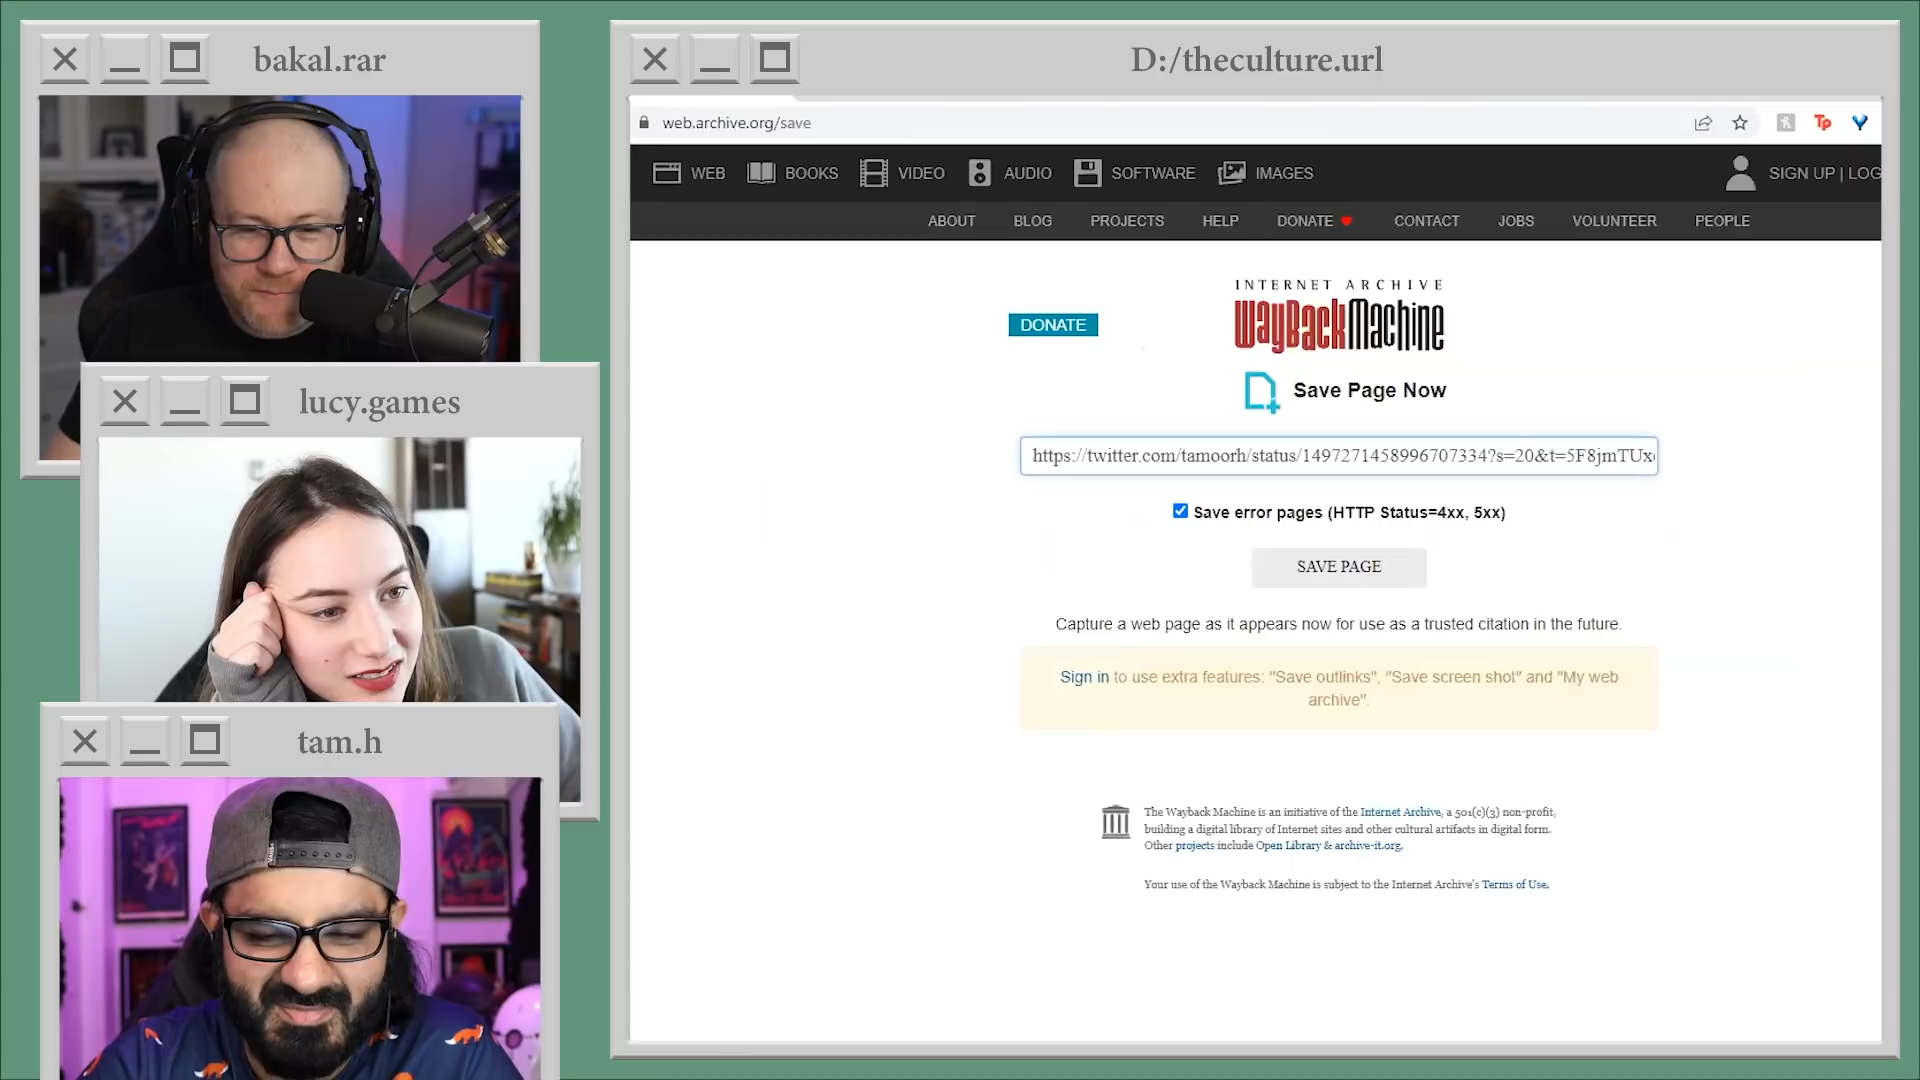 bakal.rar
lucy.games
tam.h
D:/theculture.url
web.archive.org/save
Tp
WEB BOOKS VIDEO AUDIO SOFTWARE IMAGES SIGN UP | LOG
ABOUT BLOG PROJECTS HELP DONATE CONTACT JOBS VOLUNTEER PEOPLE
DONATE
INTERNET ARCHIVE
WayBackMachine
Save Page Now
https://twitter.com/tamoorh/status/1497271458996707334?s=20&t=5F8jmTUx
Save error pages (HTTP Status=4xx, 5xx)
SAVE PAGE
Capture a web page as it appears now for use as a trusted citation in the future.
Sign in to use extra features: "Save outlinks", "Save screen shot" and "My web
archive".
The Wayback Machine is an initiative of the Internet Archive, a 501(c)(3) non-profit,
building a digital library of Internet sites and other cultural artifacts in digital form.
Other projects include Open Library & archive-it.org.
Your use of the Wayback Machine is subject to the Internet Archive's Terms of Use.